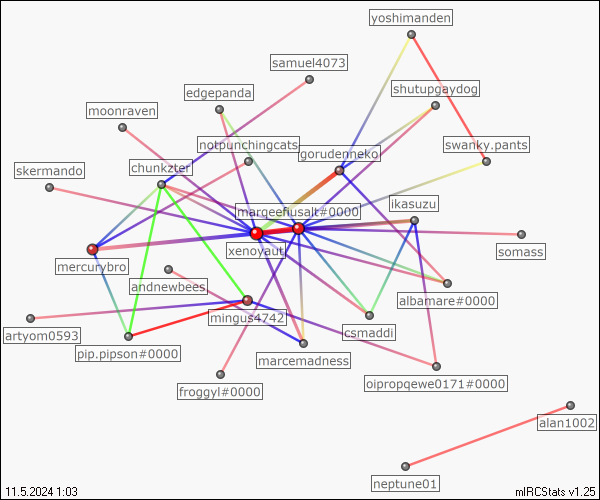 yoshimanden
samuel4073
edgepanda
shutupgaydog
moonraven
notpunchingcats
swanky.pants
gorudenneko
chunkzter
skermando
ikasuzu
marqeefusalt#0000
xenoyaut
somass
mercurybro
andnewbees
albamare#0000
mingus4742
artyom0593
csmaddi
pip.pipson#0000
marcemadness
oipropqewe0171#0000
froggyl#0000
alan1002
neptune01
11.5.2024 1:03
mIRCStats v1.25